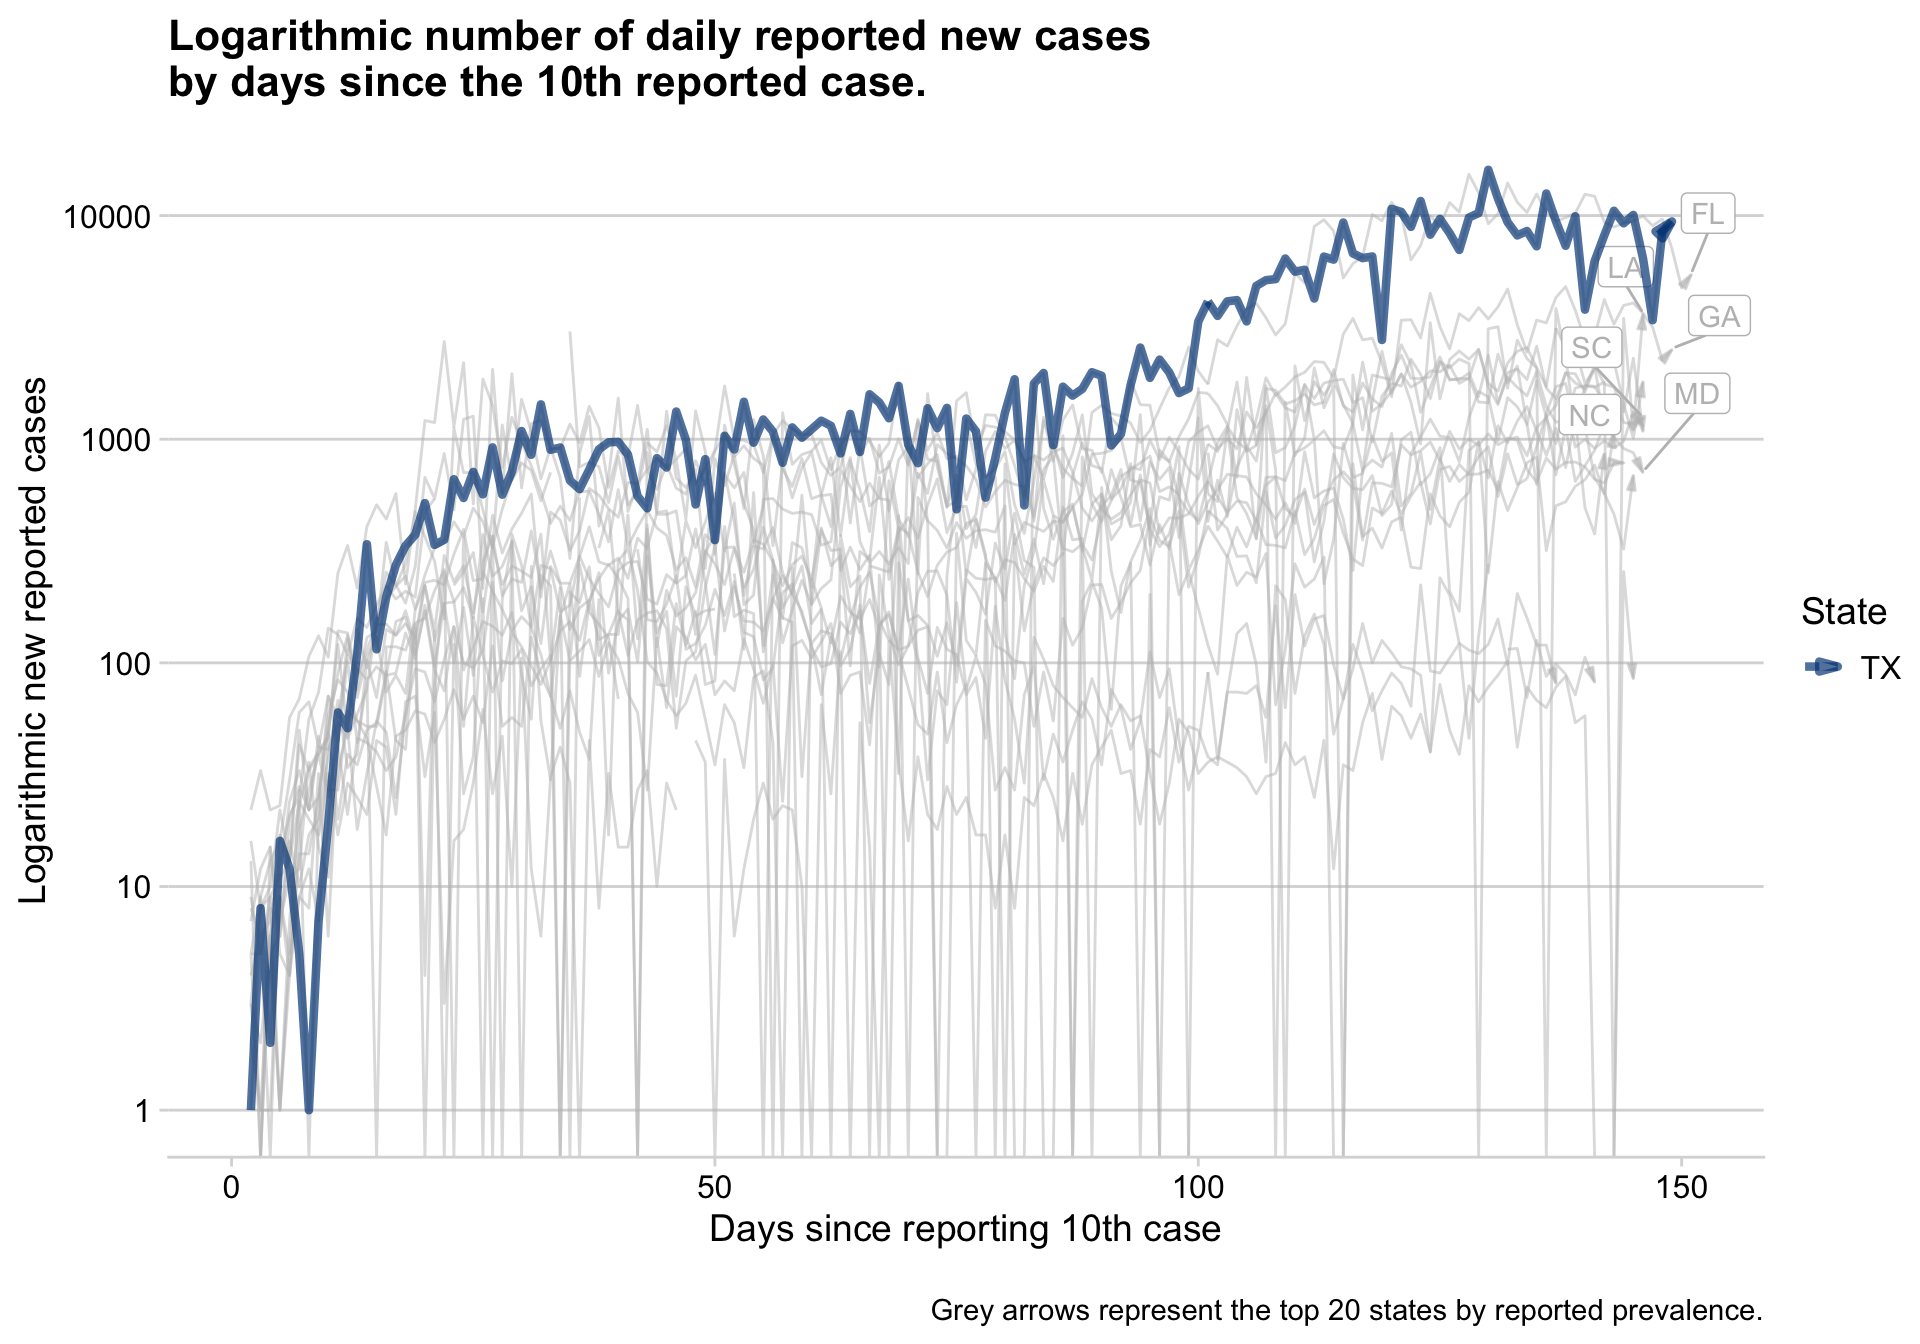 Logarithmic number of daily reported new cases
by days since the 10th reported case.
Logarithmic new reported cases
10000
1000
100
10
1
FL
LA
GA
SC
MD
NC
State
TX
0
50
100
150
Days since reporting 10th case
Grey arrows represent the top 20 states by reported prevalence.